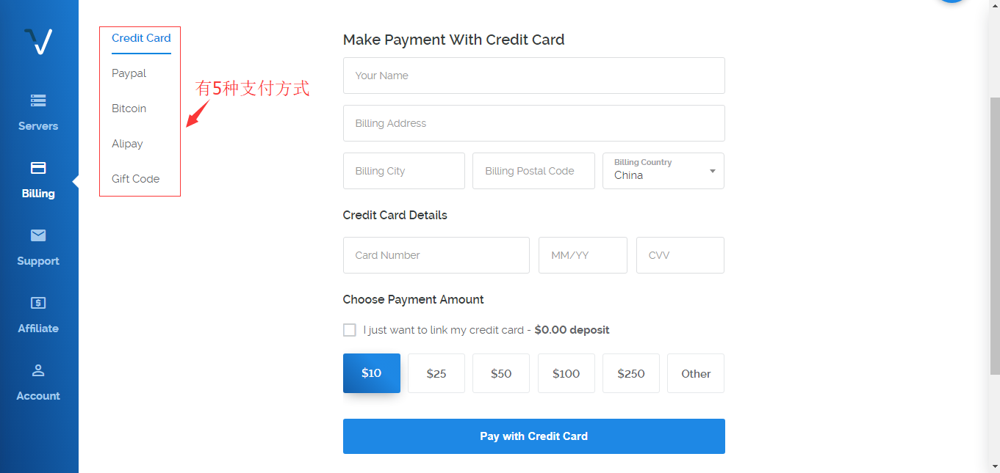 Servers
Billing
Support
Affiliate
Account
Credit Card
Paypal
Bitcoin
Alipay
Gift Code
有5种支付方式
Make Payment With Credit Card
Your Name
Billing Address
Billing City
Billing Postal Code
Billing Country
China
Credit Card Details
Card Number
MM/YY
CVV
Choose Payment Amount
I just want to link my credit card - $0.00 deposit
$10
$25
$50
$100
$250
Other
Pay with Credit Card